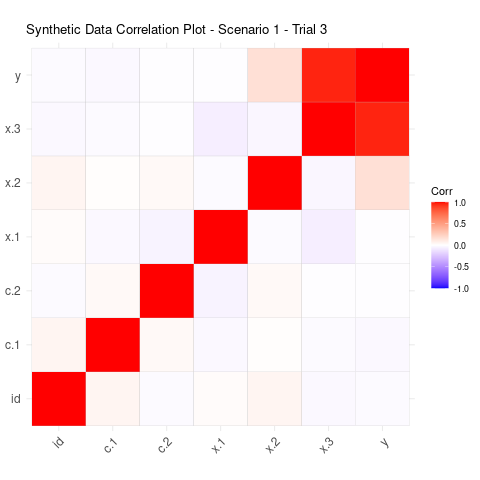 Synthetic Data Correlation Plot - Scenario 1 - Trial 3
y
x.3
x.2
x.1
c.2
c.1
id
id
c.1
c.2
x.1
x.2
x.3
y
Corr
1.0
0.5
0.0
-0.5
-1.0